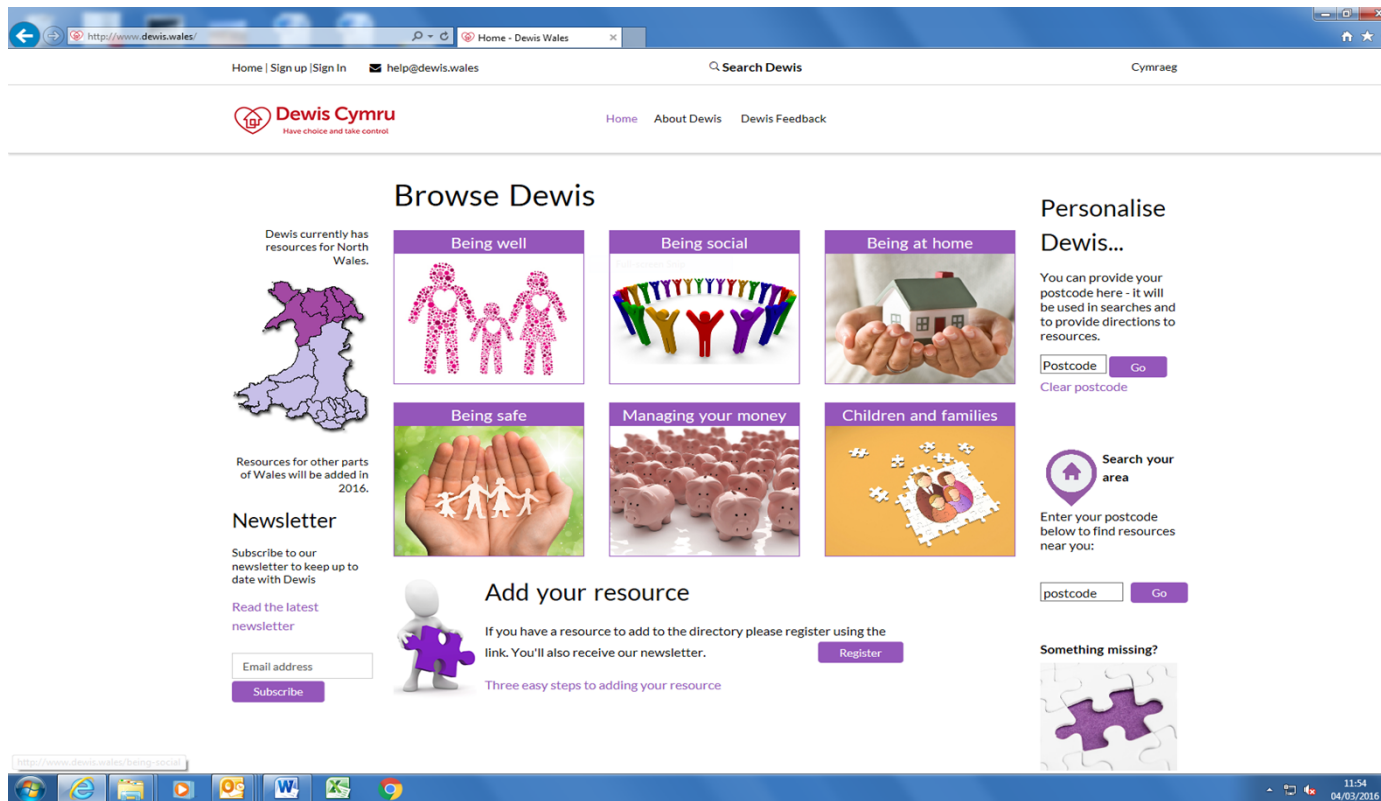 http://www.dewis.wales/
Home - Dewis Wales
Home | Sign up |Sign In
help@dewis.wales
Search Dewis
Cymraeg
Dewis Cymru
Have choice and take control
Home
About Dewis
Dewis Feedback
Browse Dewis
Dewis currently has
resources for North
Wales.
Resources for other parts
of Wales will be added in
2016.
Newsletter
Subscribe to our
newsletter to keep up to
date with Dewis
Read the latest
newsletter
Email address
Subscribe
Being well
Being social
Being at home
Being safe
Managing your money
Children and families
Add your resource
If you have a resource to add to the directory please register using the
link. You'll also receive our newsletter.
Register
Three easy steps to adding your resource
Personalise
Dewis...
You can provide your
postcode here - it will
be used in searches and
to provide directions to
resources.
Postcode
Go
Clear postcode
Search your
area
Enter your postcode
below to find resources
near you:
postcode
Go
Something missing?
http://www.dewis.wales/being-social
11:54
04/03/2016